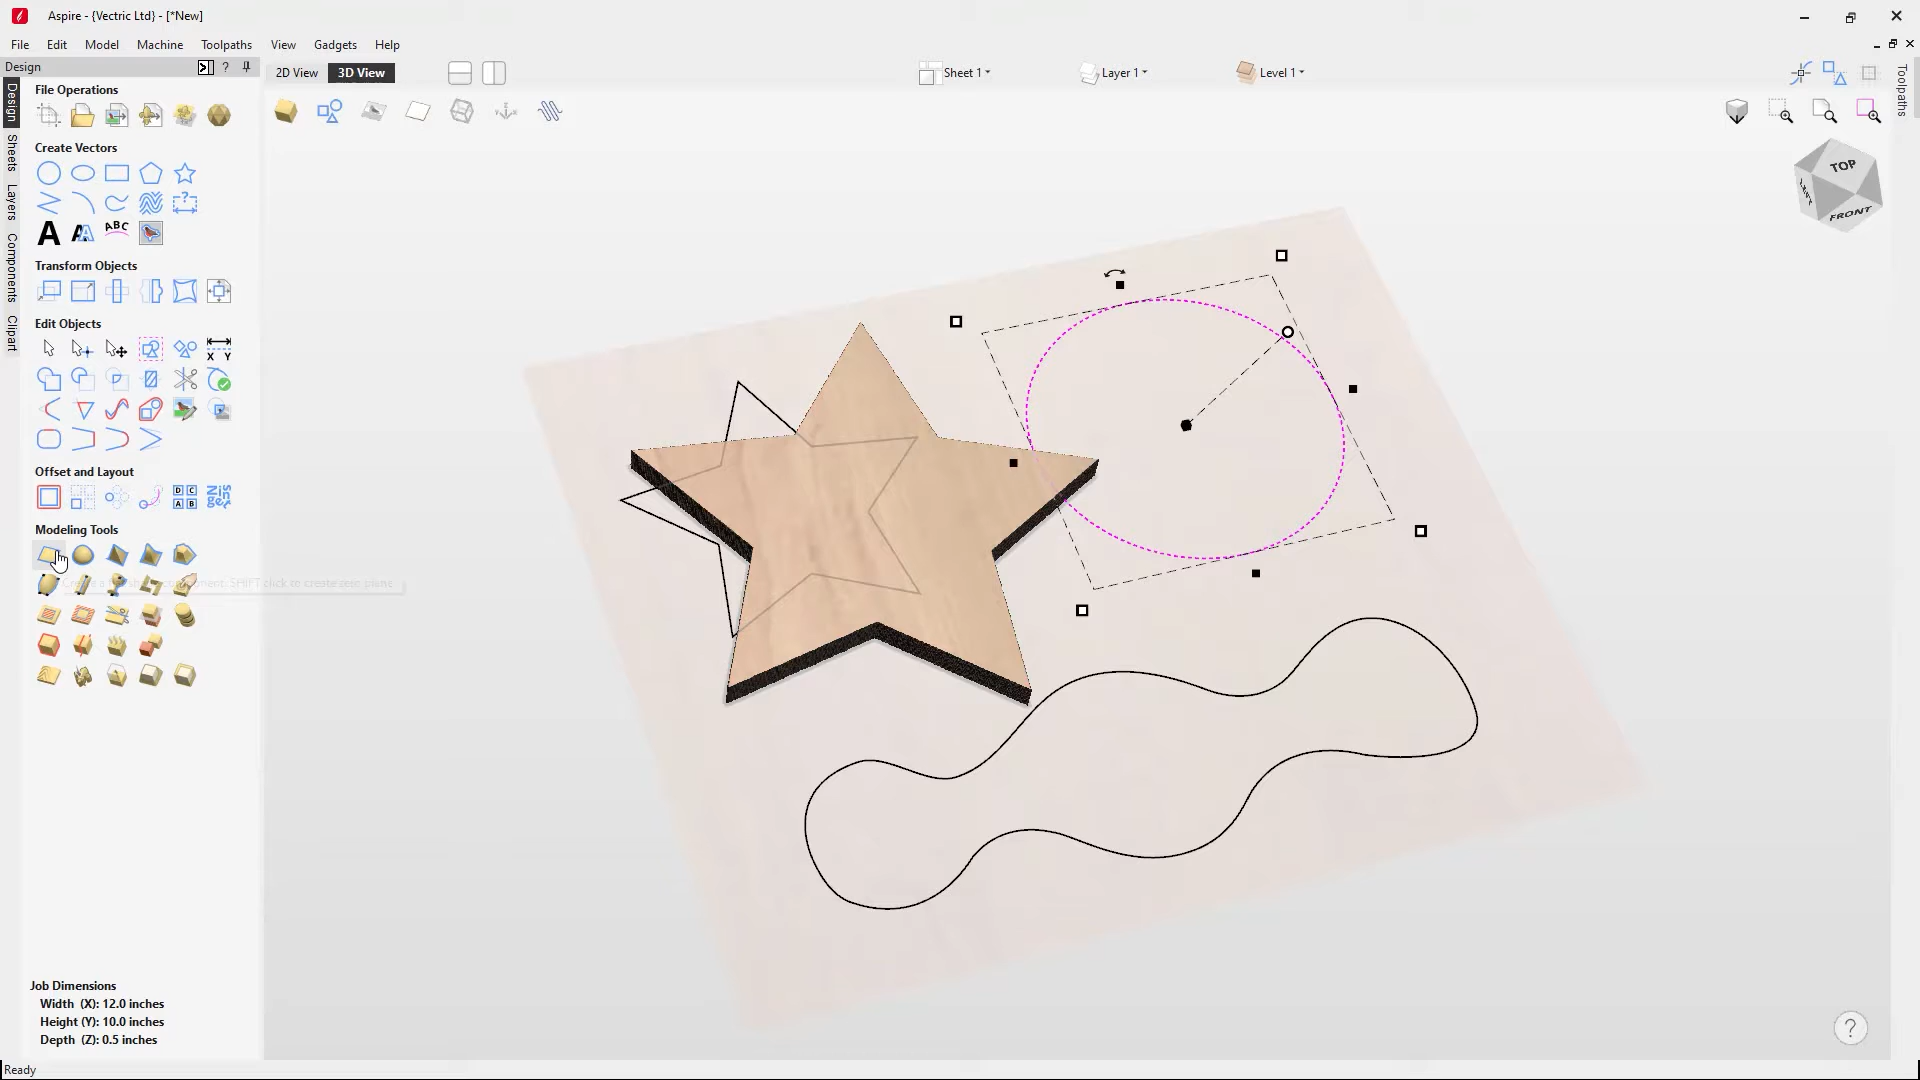 Aspire - {Vectric Ltd} - [*New]
File Edit Model Machine Toolpaths View Gadgets Help
Design ?
2D View 3D View Sheet 1 Layer 1 Level 1
Design
Sheets
Layers
Components
Clipart
File Operations
Create Vectors
A A ABC
Transform Objects
Edit Objects
X Y
Offset and Layout
Modeling Tools
Job Dimensions
Width (X): 12.0 inches
Height (Y): 10.0 inches
Depth (Z): 0.5 inches
Ready
Toolpaths
TOP
LEFT
FRONT
?